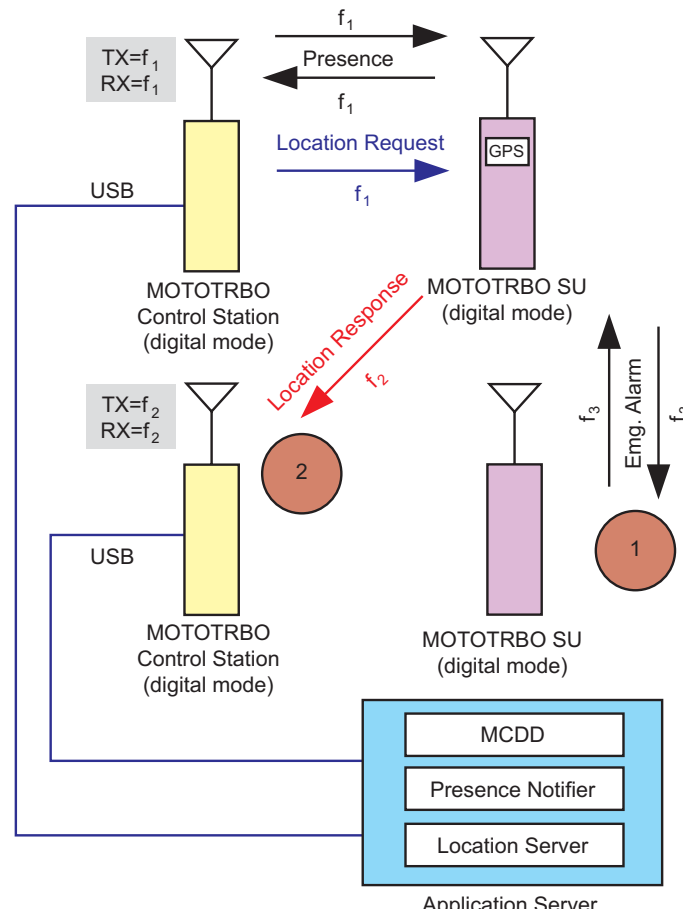 f1
TX=f1
RX=f1
Presence
f1
GPS
Location Request
f1
USB
MOTOTRBO
Control Station
(digital mode)
MOTOTRBO SU
(digital mode)
Location Response
f2
TX=f2
RX=f2
2
f3
Emg. Alarm
1
USB
MOTOTRBO
Control Station
(digital mode)
MOTOTRBO SU
(digital mode)
MCDD
Presence Notifier
Location Server
Application Server